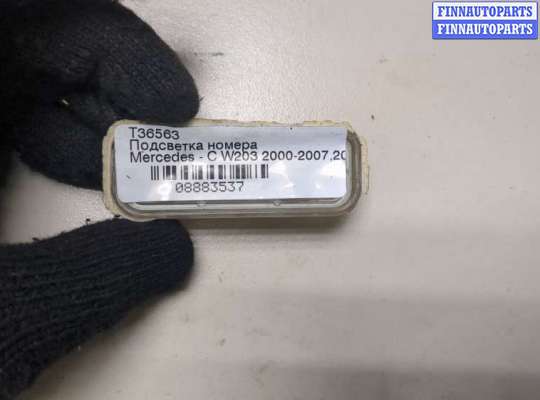 FINNAUTOPARTS
FINNAUTOPARTS
T36563
Подсветка номера
Mercedes - C W203 2000-2007,20
08883537